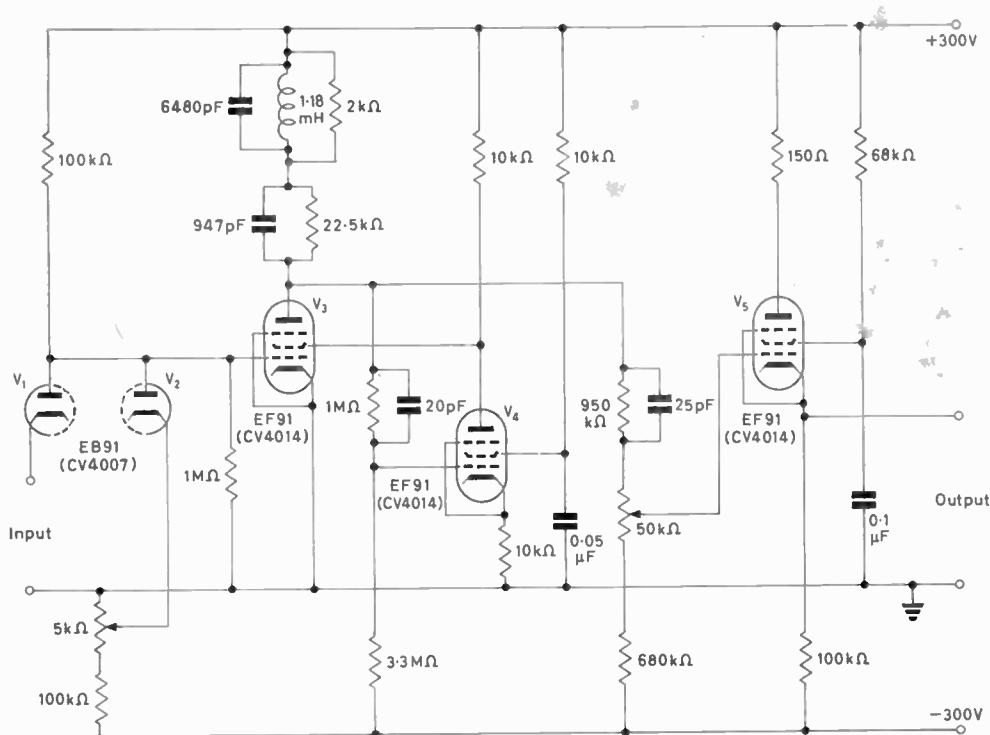 +300V
6480pF
1·18
mH
2kΩ
100kΩ
10kΩ
10kΩ
150Ω
68kΩ
947pF
22·5kΩ
V3
V5
V1
V2
1MΩ
20pF
V4
950
kΩ
25pF
EF91
(CV4014)
EF91
(CV4014)
EB91
(CV4007)
1MΩ
EF91
(CV4014)
Input
10kΩ
0·05
μF
50kΩ
0·1
μF
Output
5kΩ
3·3MΩ
680kΩ
100kΩ
100kΩ
−300V